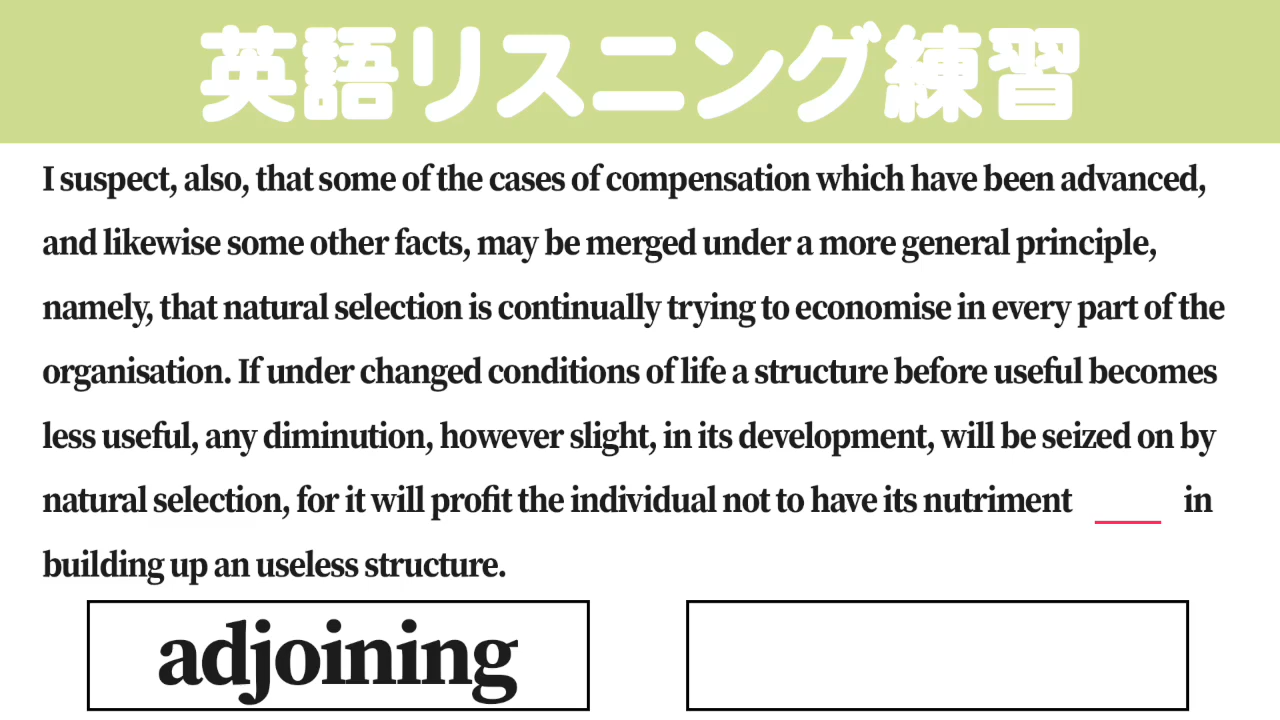 英語リスニング練習
I suspect, also, that some of the cases of compensation which have been advanced,
and likewise some other facts, may be merged under a more general principle,
namely, that natural selection is continually trying to economise in every part of the
organisation. If under changed conditions of life a structure before useful becomes
less useful, any diminution, however slight, in its development, will be seized on by
natural selection, for it will profit the individual not to have its nutriment ____ in
building up an useless structure.
adjoining